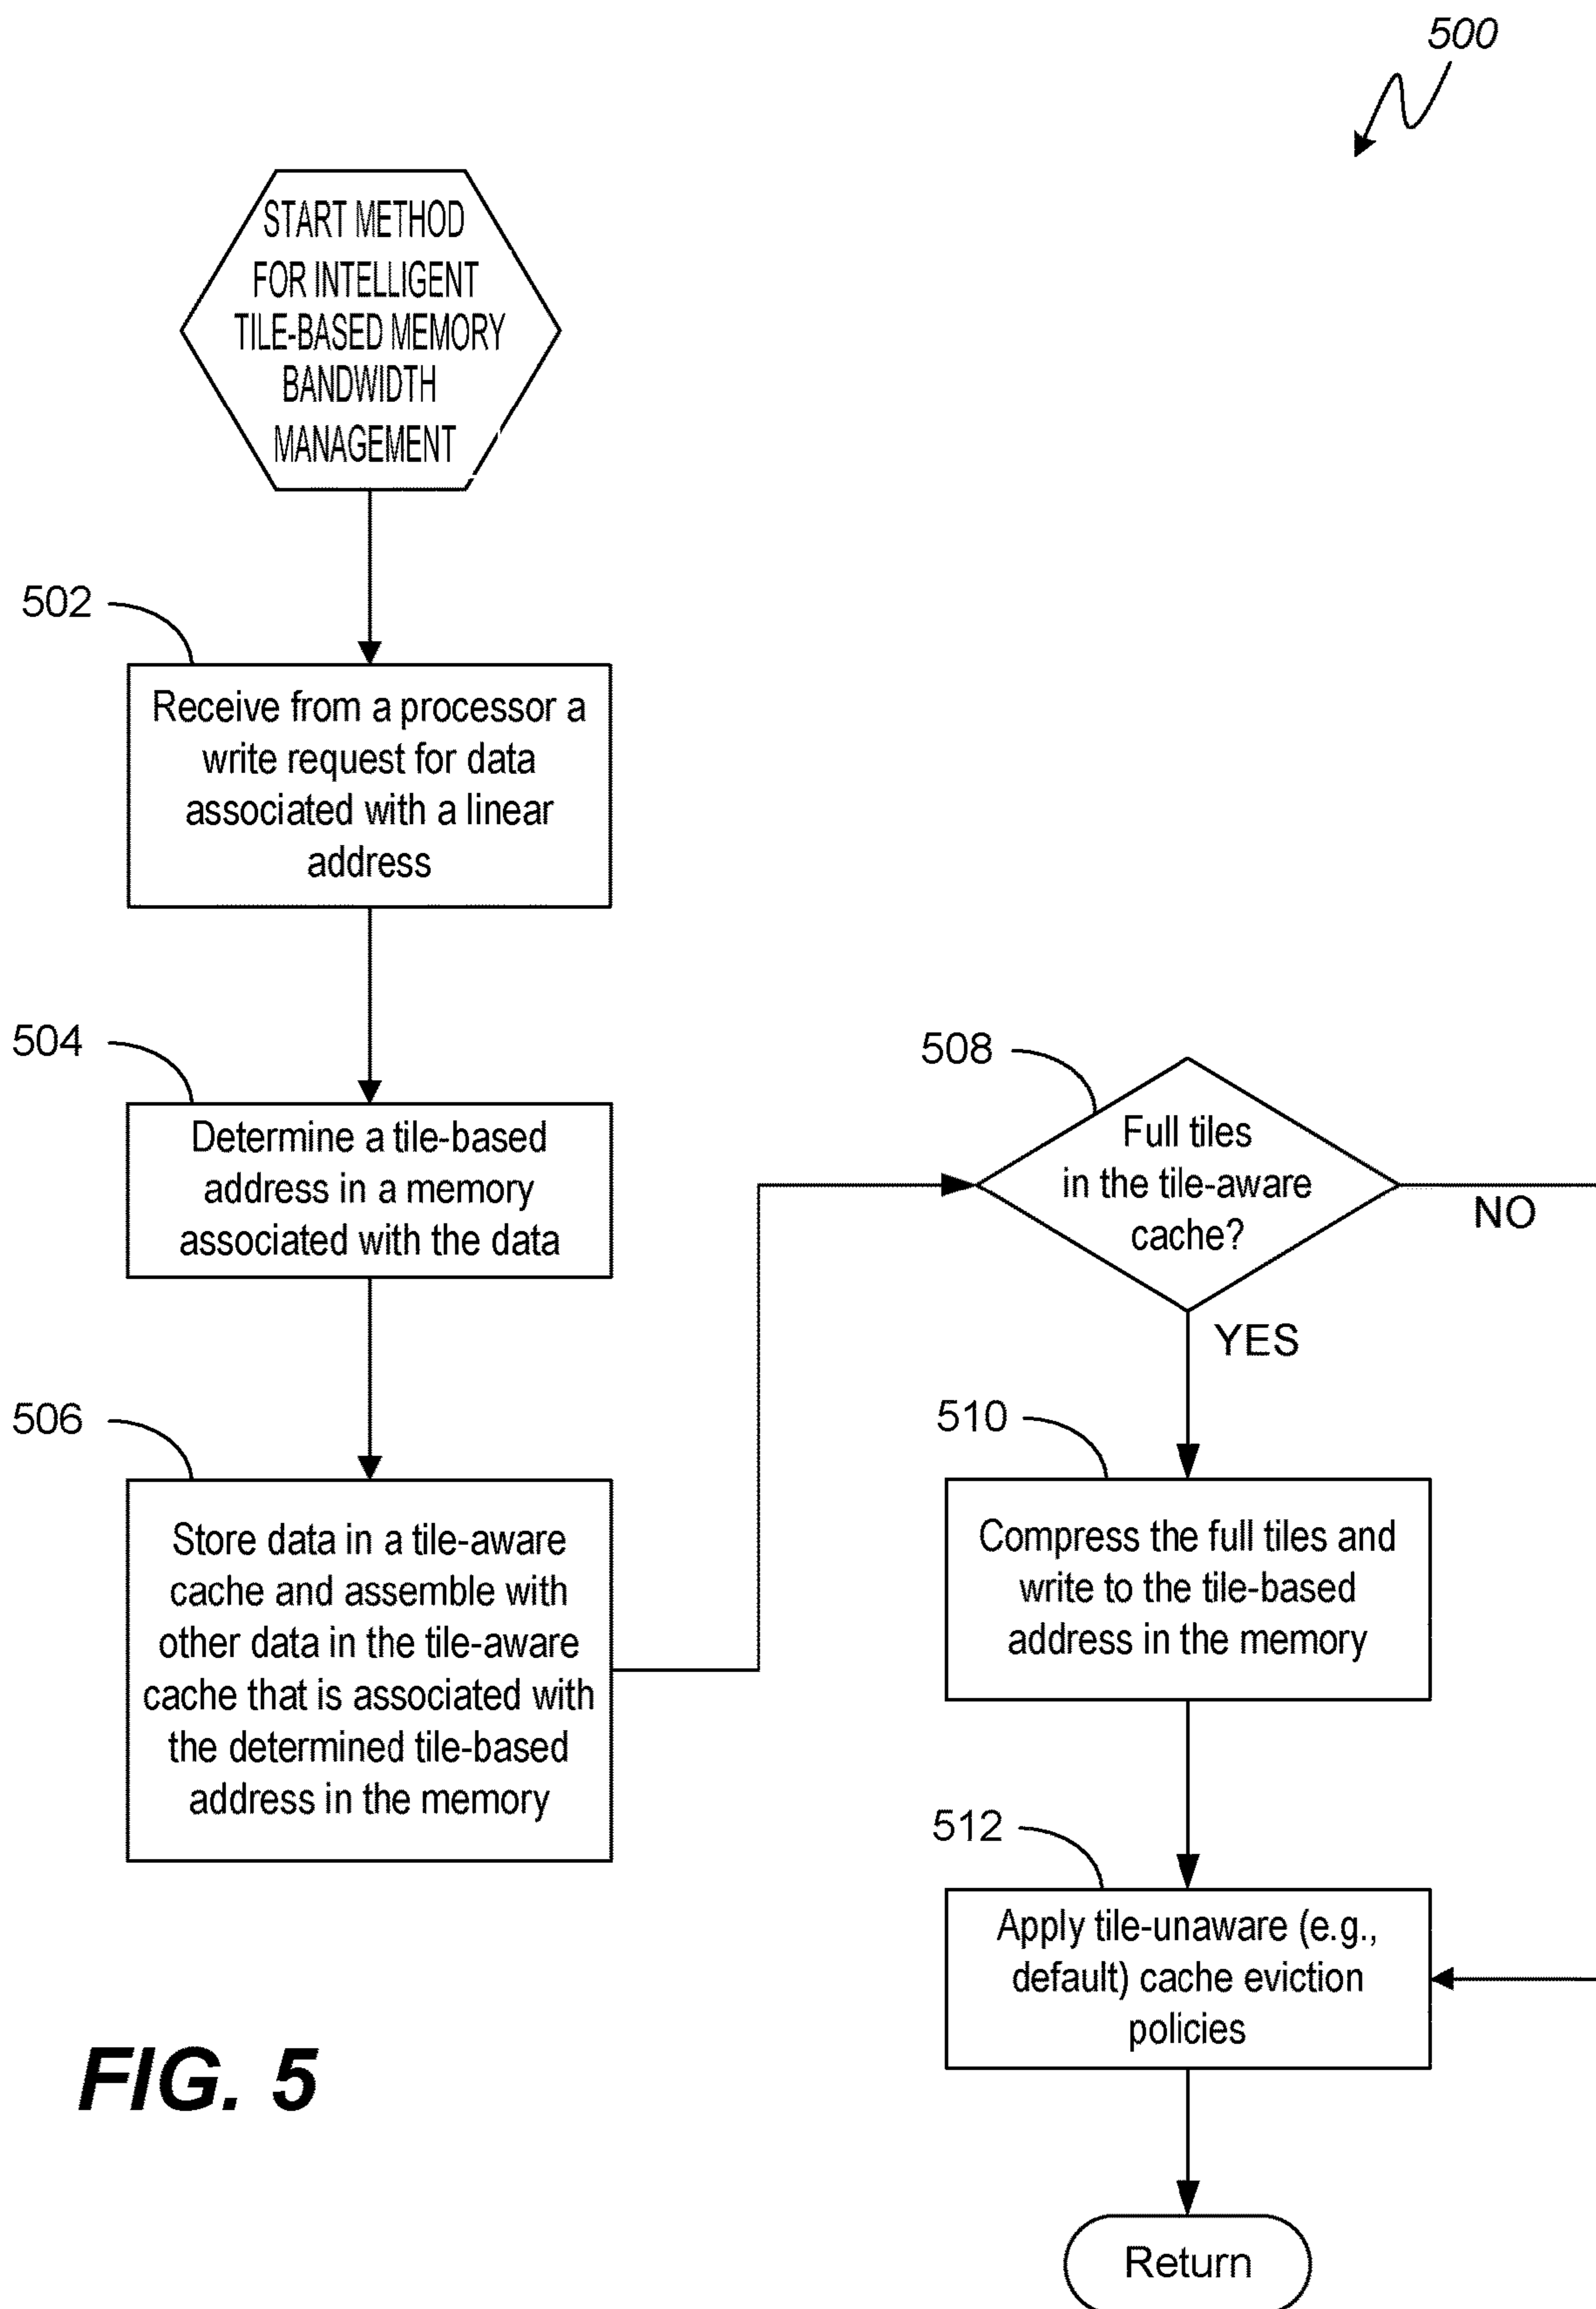 500
START METHOD
FOR INTELLIGENT
TILE-BASED MEMORY
BANDWIDTH
MANAGEMENT
502
Receive from a processor a
write request for data
associated with a linear
address
504
Determine a tile-based
address in a memory
associated with the data
506
Store data in a tile-aware
cache and assemble with
other data in the tile-aware
cache that is associated with
the determined tile-based
address in the memory
508
Full tiles
in the tile-aware
cache?
NO
YES
510
Compress the full tiles and
write to the tile-based
address in the memory
512
Apply tile-unaware (e.g.,
default) cache eviction
policies
Return
FIG. 5